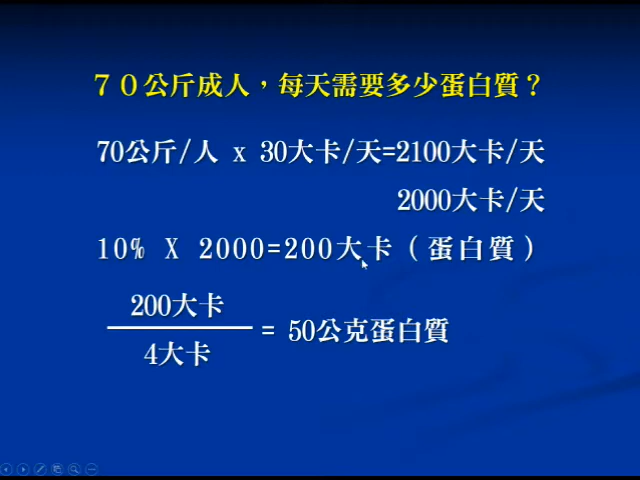 ７０公斤成人，每天需要多少蛋白質？
70公斤/人 x 30大卡/天=2100大卡/天
2000大卡/天
10% X 2000=200大卡（蛋白質）
200大卡
4大卡
= 50公克蛋白質